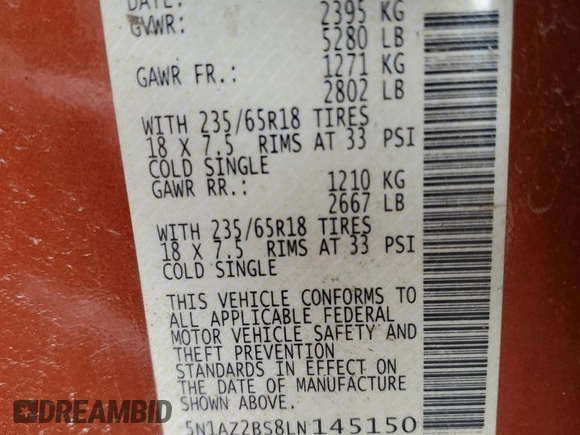 DATE:
GVWR: 2395 KG
5280 LB
GAWR FR.: 1271 KG
2802 LB
WITH 235/65R18 TIRES
18 X 7.5 RIMS AT 33 PSI
COLD SINGLE
GAWR RR.: 1210 KG
2667 LB
WITH 235/65R18 TIRES
18 X 7.5 RIMS AT 33 PSI
COLD SINGLE
THIS VEHICLE CONFORMS TO
ALL APPLICABLE FEDERAL
MOTOR VEHICLE SAFETY AND
THEFT PREVENTION
STANDARDS IN EFFECT ON
THE DATE OF MANUFACTURE
SHOWN ABOVE.
5N1AZ2BS8LN145150
DREAMBID